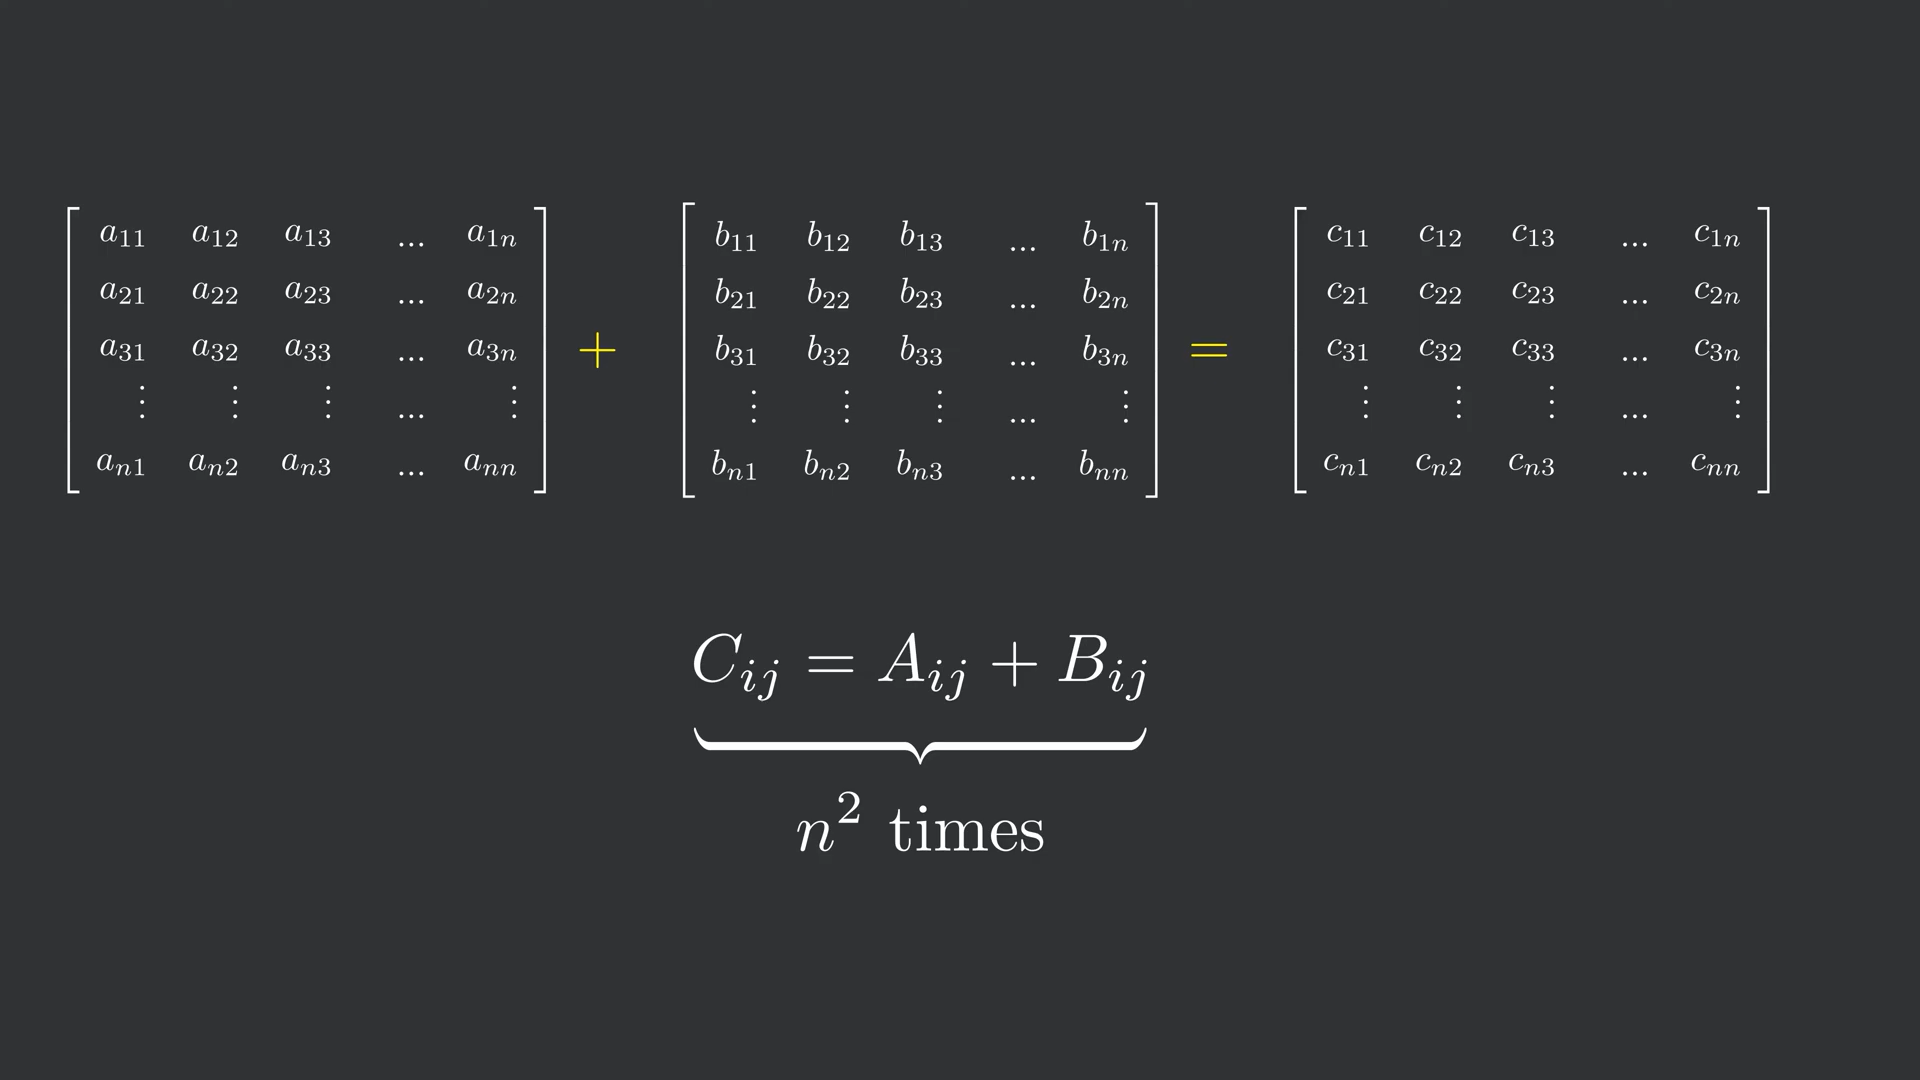 a₁₁ a₁₂ a₁₃ ... a₁ₙ b₁₁ b₁₂ b₁₃ ... b₁ₙ c₁₁ c₁₂ c₁₃ ... c₁ₙ
a₂₁ a₂₂ a₂₃ ... a₂ₙ b₂₁ b₂₂ b₂₃ ... b₂ₙ c₂₁ c₂₂ c₂₃ ... c₂ₙ
a₃₁ a₃₂ a₃₃ ... a₃ₙ + b₃₁ b₃₂ b₃₃ ... b₃ₙ = c₃₁ c₃₂ c₃₃ ... c₃ₙ
⋮ ⋮ ⋮ ... ⋮ ⋮ ⋮ ⋮ ... ⋮ ⋮ ⋮ ⋮ ... ⋮
aₙ₁ aₙ₂ aₙ₃ ... aₙₙ bₙ₁ bₙ₂ bₙ₃ ... bₙₙ cₙ₁ cₙ₂ cₙ₃ ... cₙₙ
Cᵢⱼ = Aᵢⱼ + Bᵢⱼ
n² times